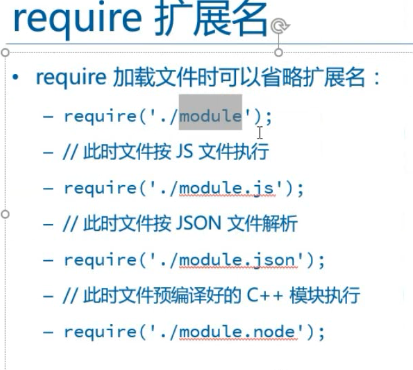 require 扩展名
• require 加载文件时可以省略扩展名：
– require('./module');
– // 此时文件按 JS 文件执行
– require('./module.js');
– // 此时文件按 JSON 文件解析
– require('./module.json');
– // 此时文件预编译好的 C++ 模块执行
– require('./module.node');